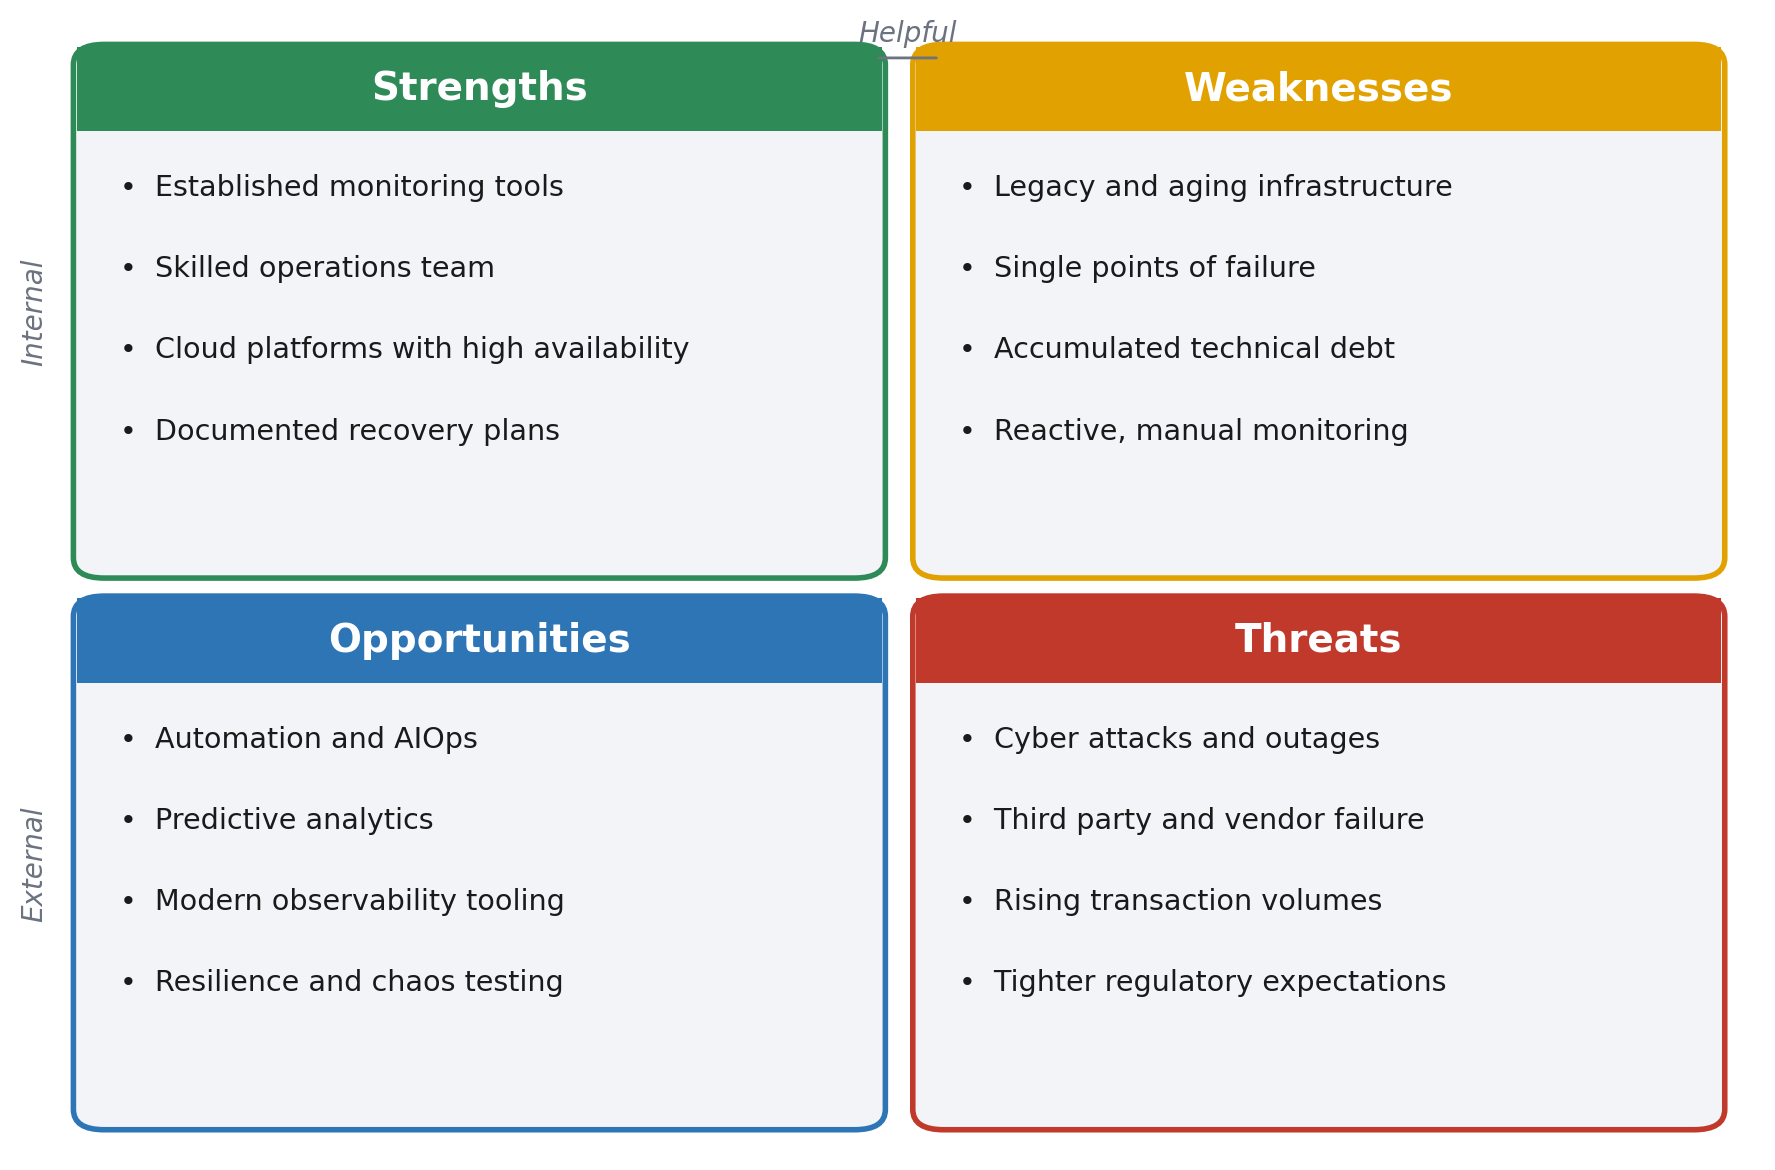 Helpful
Internal
Strengths
• Established monitoring tools
• Skilled operations team
• Cloud platforms with high availability
• Documented recovery plans
Weaknesses
• Legacy and aging infrastructure
• Single points of failure
• Accumulated technical debt
• Reactive, manual monitoring
External
Opportunities
• Automation and AIOps
• Predictive analytics
• Modern observability tooling
• Resilience and chaos testing
Threats
• Cyber attacks and outages
• Third party and vendor failure
• Rising transaction volumes
• Tighter regulatory expectations